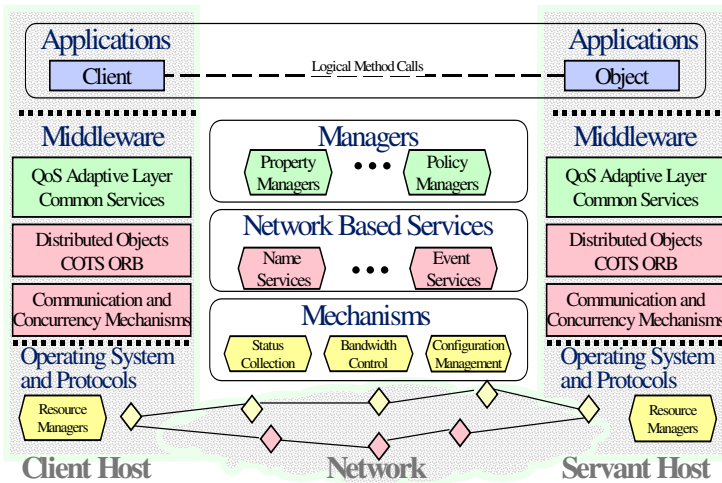 Applications
Client
Logical Method Calls
Applications
Object
Middleware
QoS Adaptive Layer
Common Services
Distributed Objects
COTS ORB
Communication and
Concurrency Mechanisms
Operating System
and Protocols
Resource
Managers
Client Host
Managers
Property
Managers
Policy
Managers
Network Based Services
Name
Services
Event
Services
Mechanisms
Status
Collection
Bandwidth
Control
Configuration
Management
Network
Middleware
QoS Adaptive Layer
Common Services
Distributed Objects
COTS ORB
Communication and
Concurrency Mechanisms
Operating System
and Protocols
Resource
Managers
Servant Host